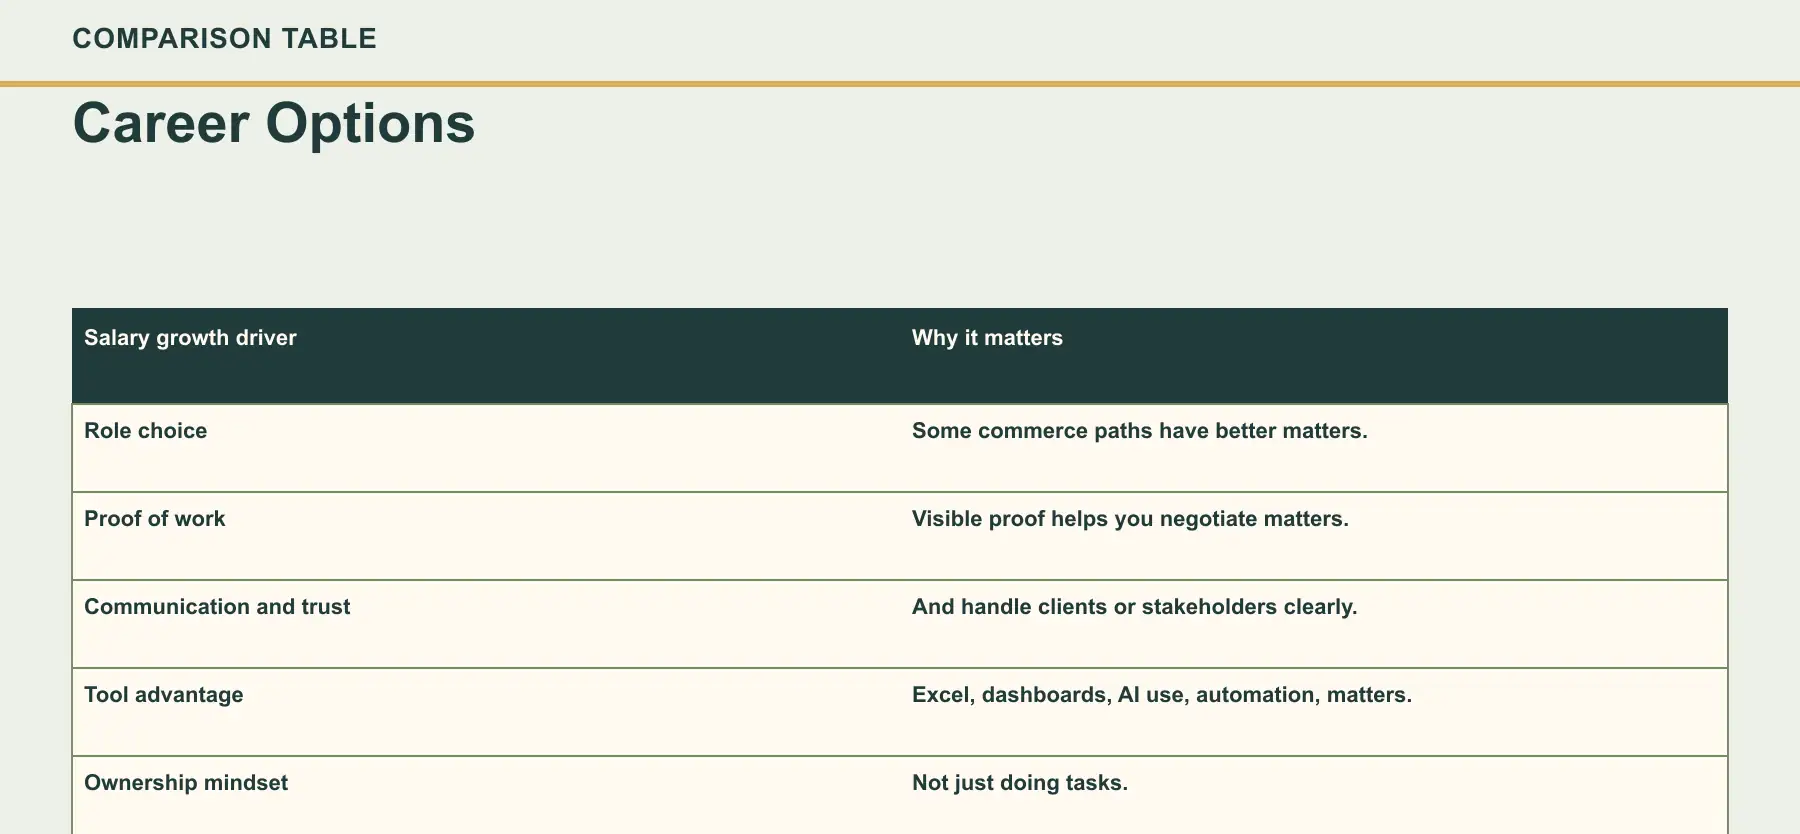 COMPARISON TABLE
Career Options
Salary growth driver
Why it matters
Role choice
Some commerce paths have better matters.
Proof of work
Visible proof helps you negotiate matters.
Communication and trust
And handle clients or stakeholders clearly.
Tool advantage
Excel, dashboards, AI use, automation, matters.
Ownership mindset
Not just doing tasks.